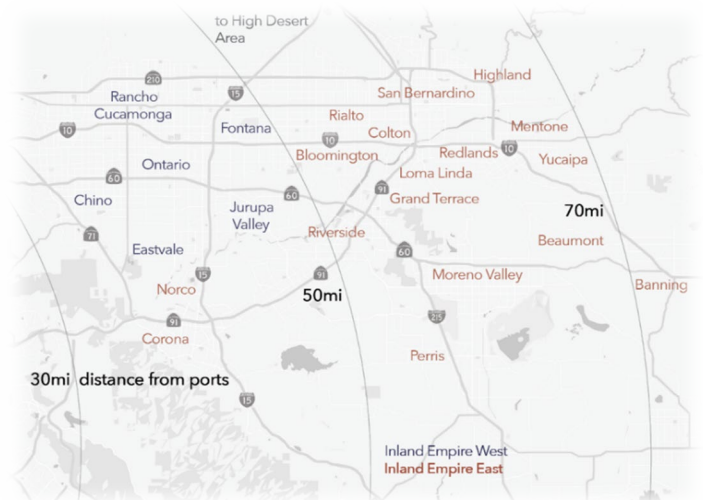 to High Desert
Area
Highland
210
15
San Bernardino
Rancho
Cucamonga
Rialto
10
Fontana
Colton
Mentone
10
Bloomington
Redlands
10
Yucaipa
Ontario
60
Loma Linda
91
Grand Terrace
Chino
60
Jurupa
Valley
70mi
71
Riverside
Eastvale
60
Beaumont
15
91
Moreno Valley
Norco
50mi
Banning
91
215
Corona
Perris
30mi distance from ports
15
Inland Empire West
Inland Empire East